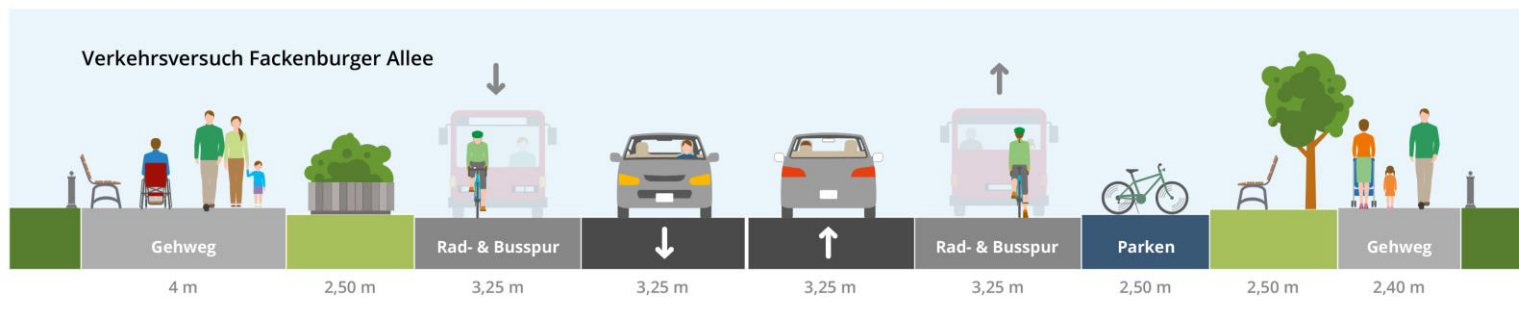 Verkehrsversuch Fackenburger Allee
Gehweg
Rad- & Busspur
Rad- & Busspur
Parken
Gehweg
4 m
2,50 m
3,25 m
3,25 m
3,25 m
3,25 m
2,50 m
2,50 m
2,40 m